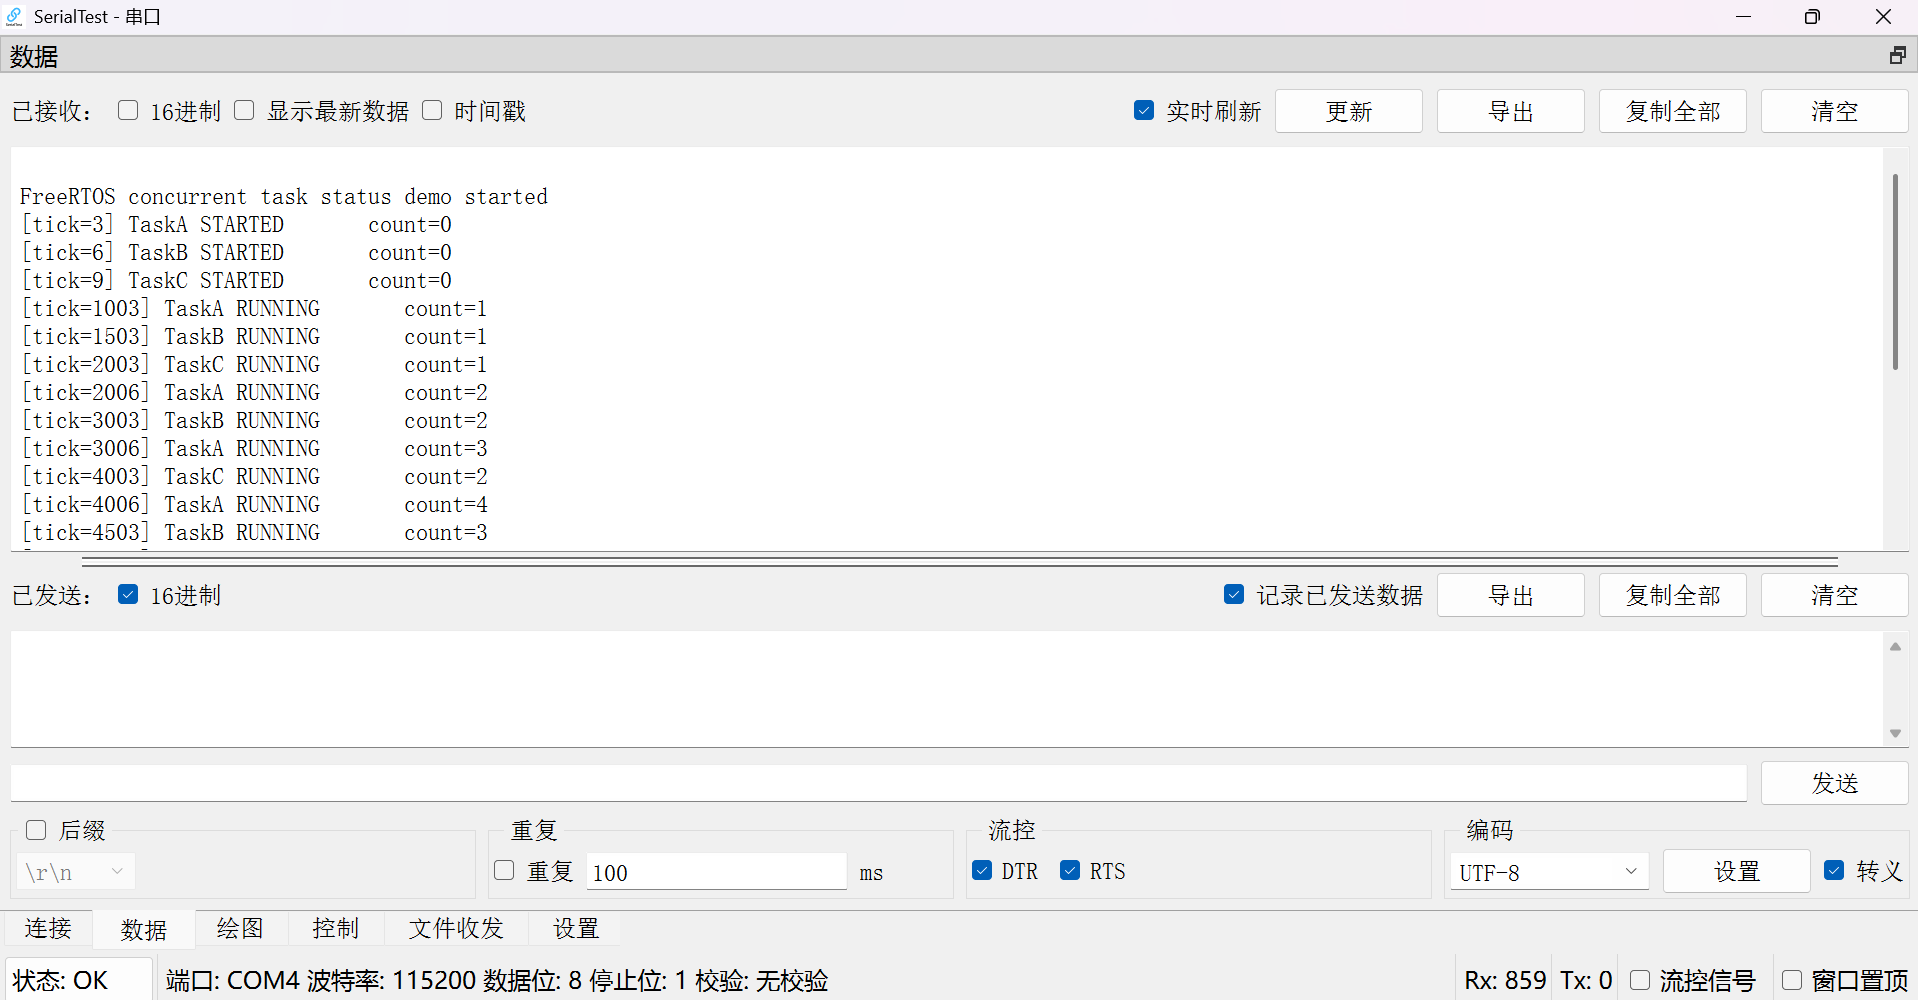 SerialTest - 串口
数据
已接收： 16进制 显示最新数据 时间戳 实时刷新 更新 导出 复制全部 清空
FreeRTOS concurrent task status demo started
[tick=3] TaskA STARTED count=0
[tick=6] TaskB STARTED count=0
[tick=9] TaskC STARTED count=0
[tick=1003] TaskA RUNNING count=1
[tick=1503] TaskB RUNNING count=1
[tick=2003] TaskC RUNNING count=1
[tick=2006] TaskA RUNNING count=2
[tick=3003] TaskB RUNNING count=2
[tick=3006] TaskA RUNNING count=3
[tick=4003] TaskC RUNNING count=2
[tick=4006] TaskA RUNNING count=4
[tick=4503] TaskB RUNNING count=3
已发送： 16进制 记录已发送数据 导出 复制全部 清空
发送
后缀 重复 流控 编码
\r\n 重复 100 ms DTR RTS UTF-8 设置 转义
连接 数据 绘图 控制 文件收发 设置
状态: OK 端口: COM4 波特率: 115200 数据位: 8 停止位: 1 校验: 无校验 Rx: 859 Tx: 0 流控信号 窗口置顶